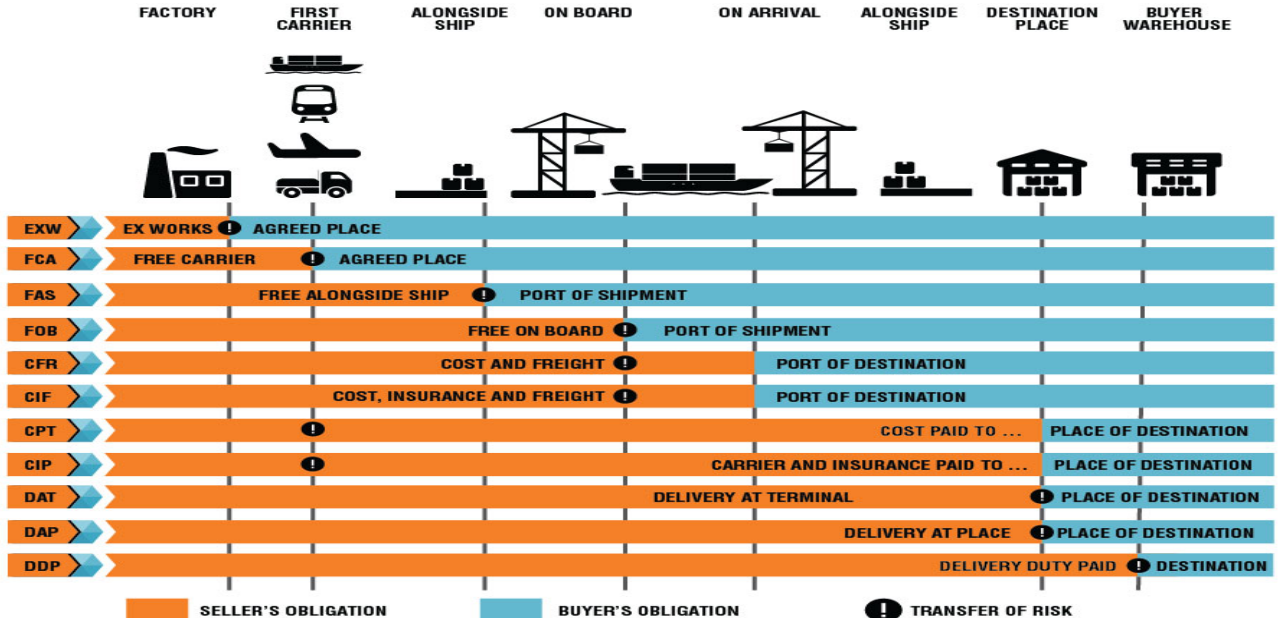 FACTORY
FIRST
CARRIER
ALONGSIDE
SHIP
ON BOARD
ON ARRIVAL
ALONGSIDE
SHIP
DESTINATION
PLACE
BUYER
WAREHOUSE
EXW EX WORKS ! AGREED PLACE
FCA FREE CARRIER ! AGREED PLACE
FAS FREE ALONGSIDE SHIP ! PORT OF SHIPMENT
FOB FREE ON BOARD ! PORT OF SHIPMENT
CFR COST AND FREIGHT ! PORT OF DESTINATION
CIF COST, INSURANCE AND FREIGHT ! PORT OF DESTINATION
CPT ! COST PAID TO ... PLACE OF DESTINATION
CIP ! CARRIER AND INSURANCE PAID TO ... PLACE OF DESTINATION
DAT DELIVERY AT TERMINAL ! PLACE OF DESTINATION
DAP DELIVERY AT PLACE ! PLACE OF DESTINATION
DDP DELIVERY DUTY PAID ! DESTINATION
SELLER'S OBLIGATION
BUYER'S OBLIGATION
! TRANSFER OF RISK